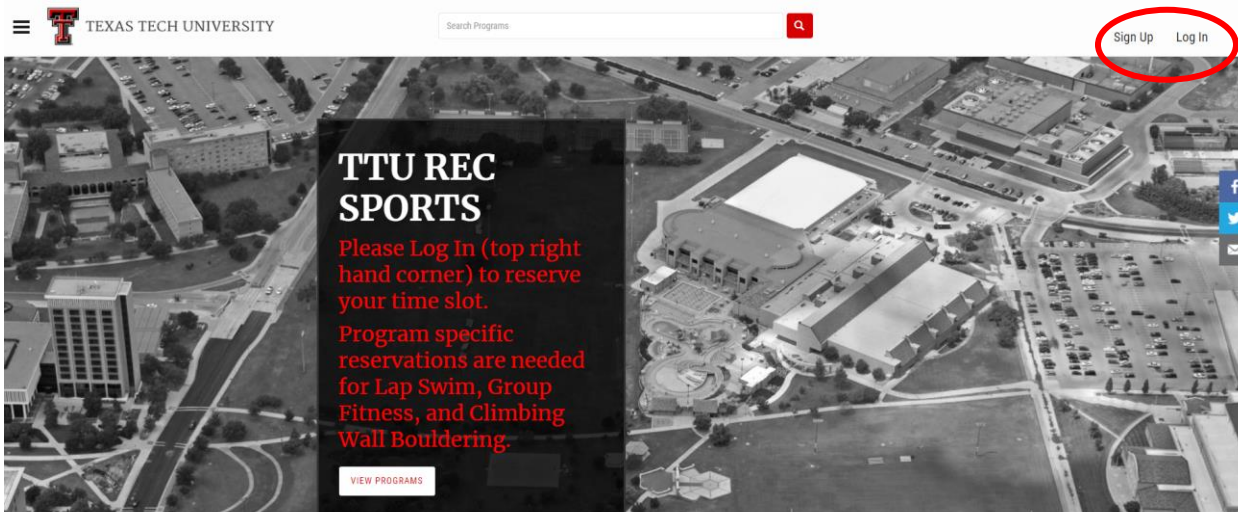 TEXAS TECH UNIVERSITY
Search Programs
Sign Up Log In
TTU REC
SPORTS
Please Log In (top right
hand corner) to reserve
your time slot.
Program specific
reservations are needed
for Lap Swim, Group
Fitness, and Climbing
Wall Bouldering.
VIEW PROGRAMS